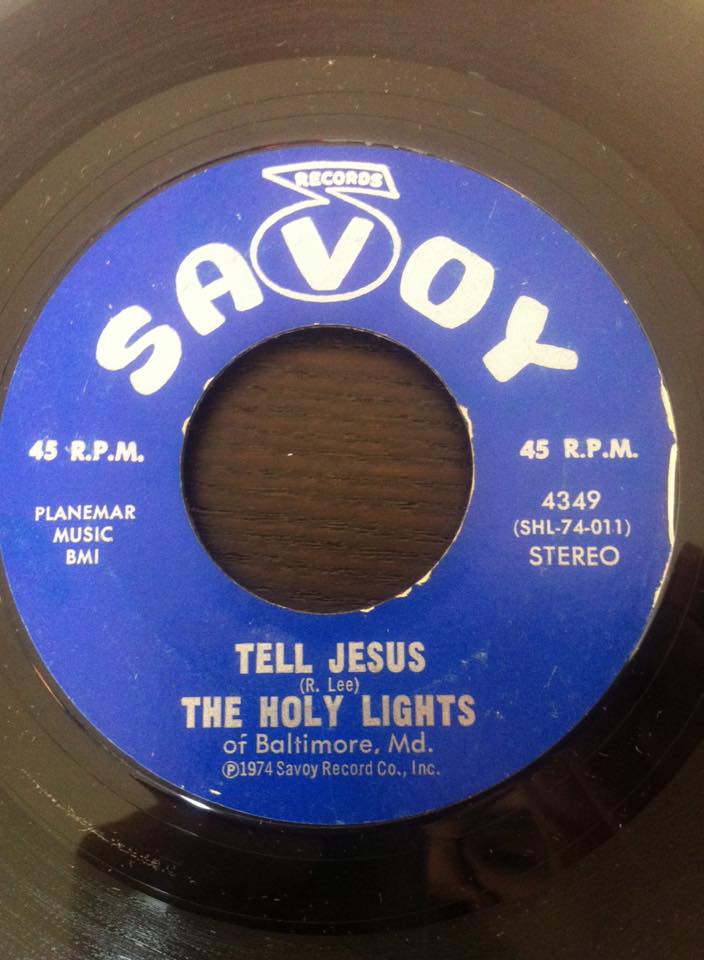 RECORDS
SAVOY
45 R.P.M.
PLANEMAR
MUSIC
BMI
45 R.P.M.
4349
(SHL-74-011)
STEREO
TELL JESUS
(R. Lee)
THE HOLY LIGHTS
of Baltimore, Md.
℗1974 Savoy Record Co., Inc.